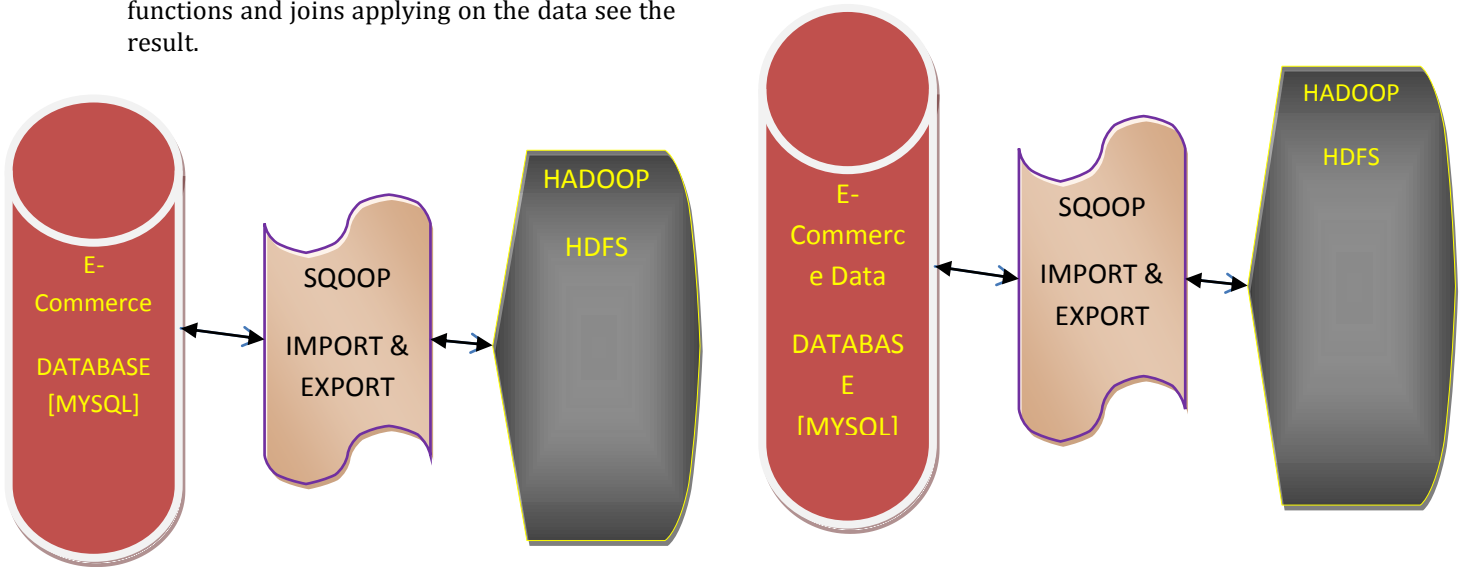 functions and joins applying on the data see the
result.
E-
Commerce
DATABASE
[MYSQL]
SQOOP
IMPORT &
EXPORT
HADOOP
HDFS
E-
Commerc
e Data
DATABAS
E
[MYSQL]
SQOOP
IMPORT &
EXPORT
HADOOP
HDFS